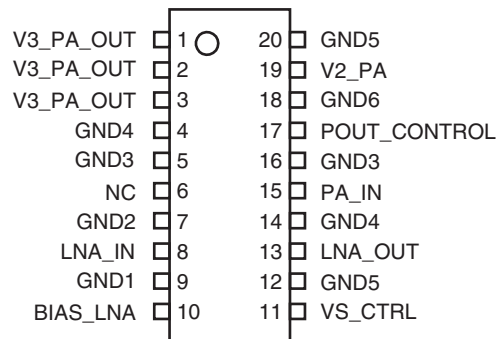 V3_PA_OUT 1 20 GND5
V3_PA_OUT 2 19 V2_PA
V3_PA_OUT 3 18 GND6
GND4 4 17 POUT_CONTROL
GND3 5 16 GND3
NC 6 15 PA_IN
GND2 7 14 GND4
LNA_IN 8 13 LNA_OUT
GND1 9 12 GND5
BIAS_LNA 10 11 VS_CTRL